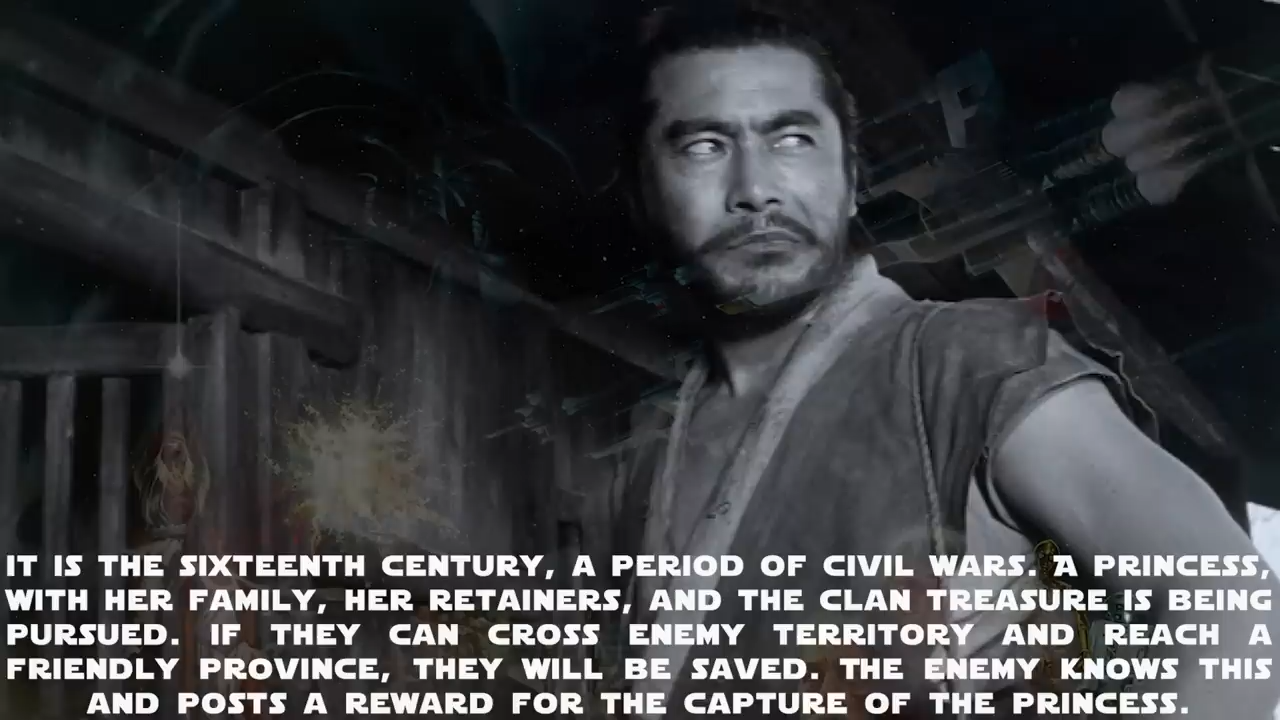 IT IS THE SIXTEENTH CENTURY, A PERIOD OF CIVIL WARS. A PRINCESS,
WITH HER FAMILY, HER RETAINERS, AND THE CLAN TREASURE IS BEING
PURSUED. IF THEY CAN CROSS ENEMY TERRITORY AND REACH A
FRIENDLY PROVINCE, THEY WILL BE SAVED. THE ENEMY KNOWS THIS
AND POSTS A REWARD FOR THE CAPTURE OF THE PRINCESS.